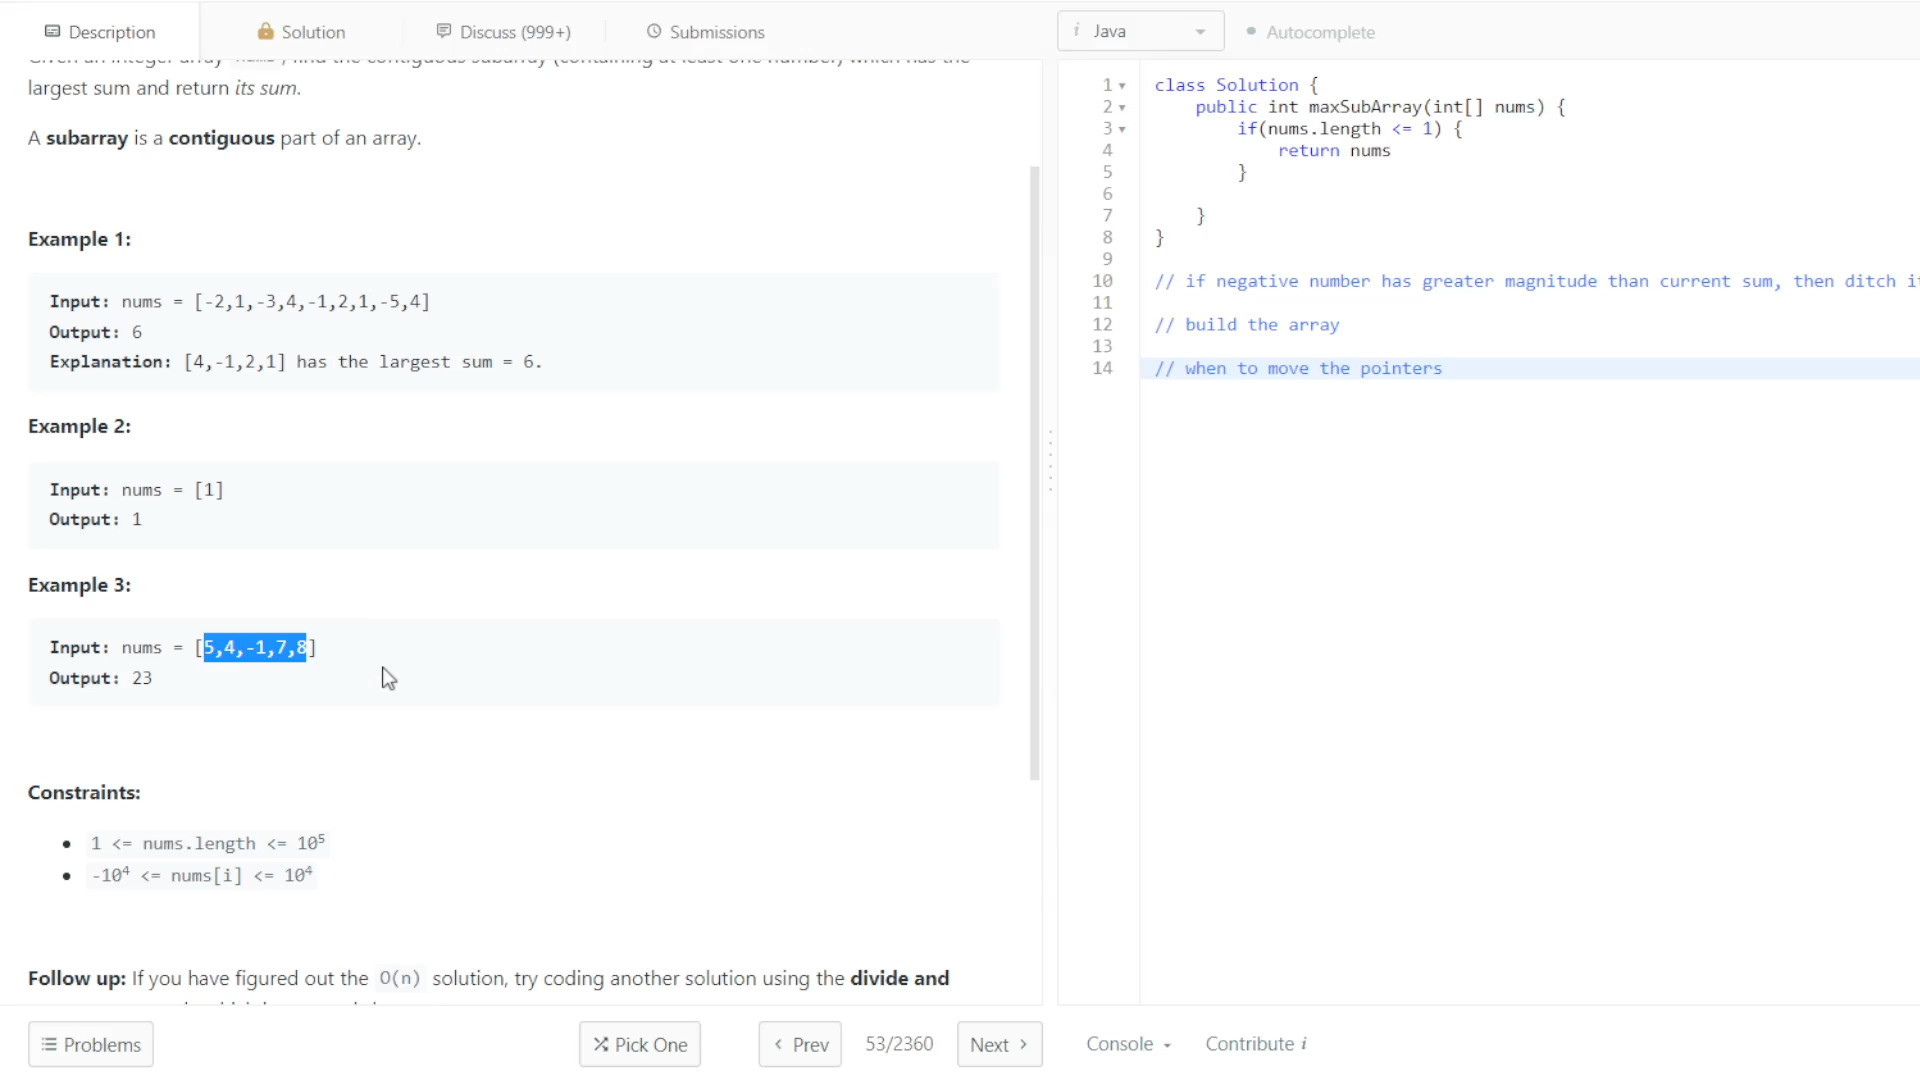 Description
Solution
Discuss (999+)
Submissions
i Java
Autocomplete
largest sum and return its sum.
A subarray is a contiguous part of an array.
Example 1:
Input: nums = [-2,1,-3,4,-1,2,1,-5,4]
Output: 6
Explanation: [4,-1,2,1] has the largest sum = 6.
Example 2:
Input: nums = [1]
Output: 1
Example 3:
Input: nums = [5,4,-1,7,8]
Output: 23
Constraints:
• 1 <= nums.length <= 10⁵
• -10⁴ <= nums[i] <= 10⁴
Follow up: If you have figured out the O(n) solution, try coding another solution using the divide and
1 class Solution {
2 public int maxSubArray(int[] nums) {
3 if(nums.length <= 1) {
4 return nums
5 }
6
7 }
8 }
9
10 // if negative number has greater magnitude than current sum, then ditch
11
12 // build the array
13
14 // when to move the pointers
Problems
Pick One
‹ Prev
53/2360
Next ›
Console
Contribute i